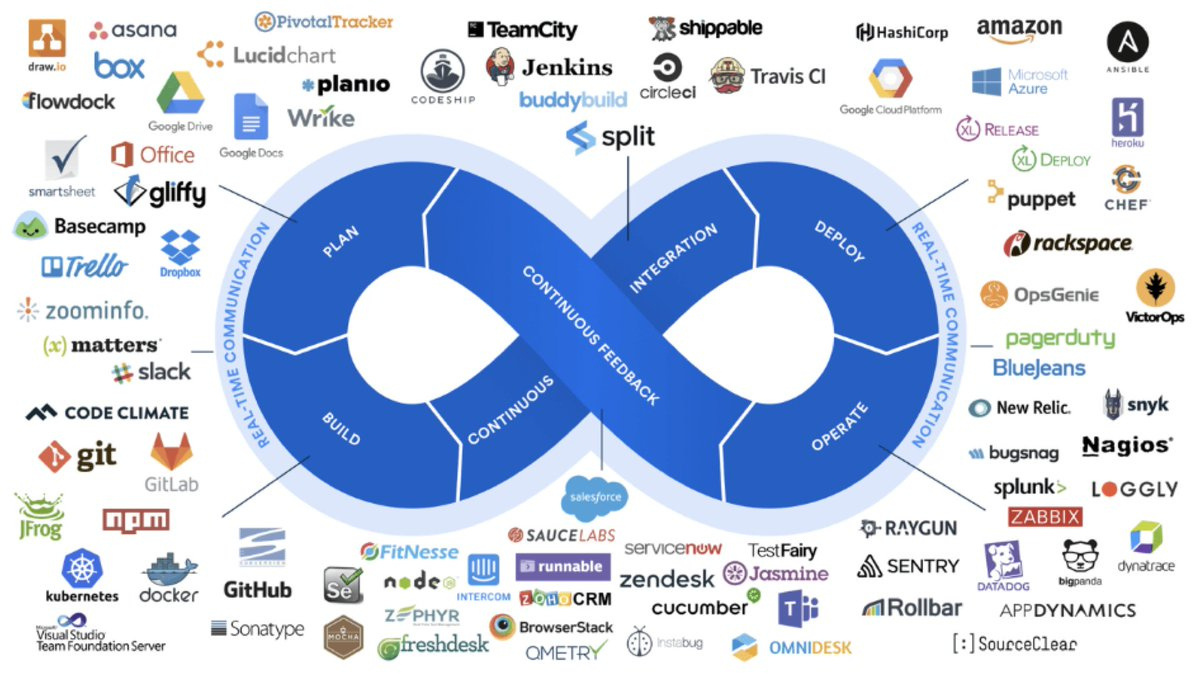 draw.io
asana
PivotalTracker
box
Lucidchart
flowdock
Google Drive
planio
Google Docs
Wrike
smartsheet
Office
gliffy
Basecamp
Trello
Dropbox
zoominfo.
(x) matters
slack
CODE CLIMATE
git
GitLab
JFrog
npm
kubernetes
docker
GitHub
Microsoft
Visual Studio
Team Foundation Server
Sonatype
TeamCity
shippable
CODESHIP
Jenkins
circleci
Travis CI
buddybuild
split
HashiCorp
amazon
ANSIBLE
Google Cloud Platform
Microsoft
Azure
XL RELEASE
heroku
XL DEPLOY
puppet
CHEF
rackspace
OpsGenie
VictorOps
pagerduty
BlueJeans
New Relic.
snyk
bugsnag
Nagios®
splunk>
LOGGLY
ZABBIX
RAYGUN
SENTRY
DATADOG
bigpanda
dynatrace
Rollbar
APPDYNAMICS
[:]SourceClear
REAL-TIME COMMUNICATION
PLAN
BUILD
CONTINUOUS
INTEGRATION
CONTINUOUS FEEDBACK
DEPLOY
OPERATE
REAL-TIME COMMUNICATION
salesforce
FitNesse
SAUCELABS
servicenow
TestFairy
Se
node
JS
INTERCOM
runnable
zendesk
Jasmine
ZEPHYR
ZOHO CRM
cucumber
MOCHA
freshdesk
BrowserStack
QMETRY
Instabug
OMNIDESK